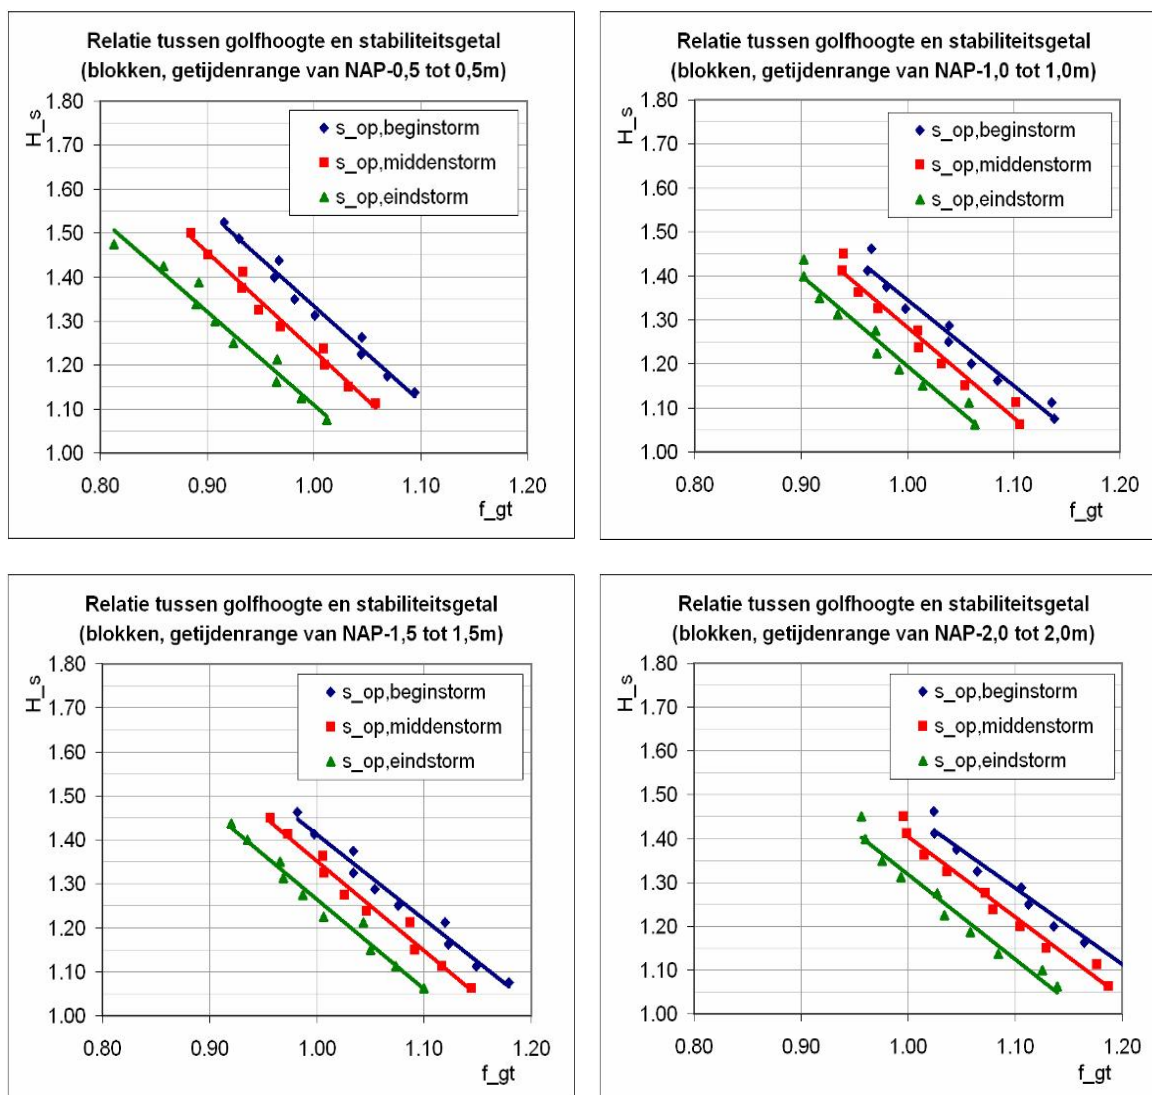 Relatie tussen golfhoogte en stabiliteitsgetal
(blokken, getijdenrange van NAP-0,5 tot 0,5m)
H_s
1.80
1.70
1.60
1.50
1.40
1.30
1.20
1.10
1.00
s_op,beginstorm
s_op,middenstorm
s_op,eindstorm
0.80 0.90 1.00 1.10 1.20
f_gt
Relatie tussen golfhoogte en stabiliteitsgetal
(blokken, getijdenrange van NAP-1,0 tot 1,0m)
H_s
1.80
1.70
1.60
1.50
1.40
1.30
1.20
1.10
1.00
s_op,beginstorm
s_op,middenstorm
s_op,eindstorm
0.80 0.90 1.00 1.10 1.20
f_gt
Relatie tussen golfhoogte en stabiliteitsgetal
(blokken, getijdenrange van NAP-1,5 tot 1,5m)
H_s
1.80
1.70
1.60
1.50
1.40
1.30
1.20
1.10
1.00
s_op,beginstorm
s_op,middenstorm
s_op,eindstorm
0.80 0.90 1.00 1.10 1.20
f_gt
Relatie tussen golfhoogte en stabiliteitsgetal
(blokken, getijdenrange van NAP-2,0 tot 2,0m)
H_s
1.80
1.70
1.60
1.50
1.40
1.30
1.20
1.10
1.00
s_op,beginstorm
s_op,middenstorm
s_op,eindstorm
0.80 0.90 1.00 1.10 1.20
f_gt